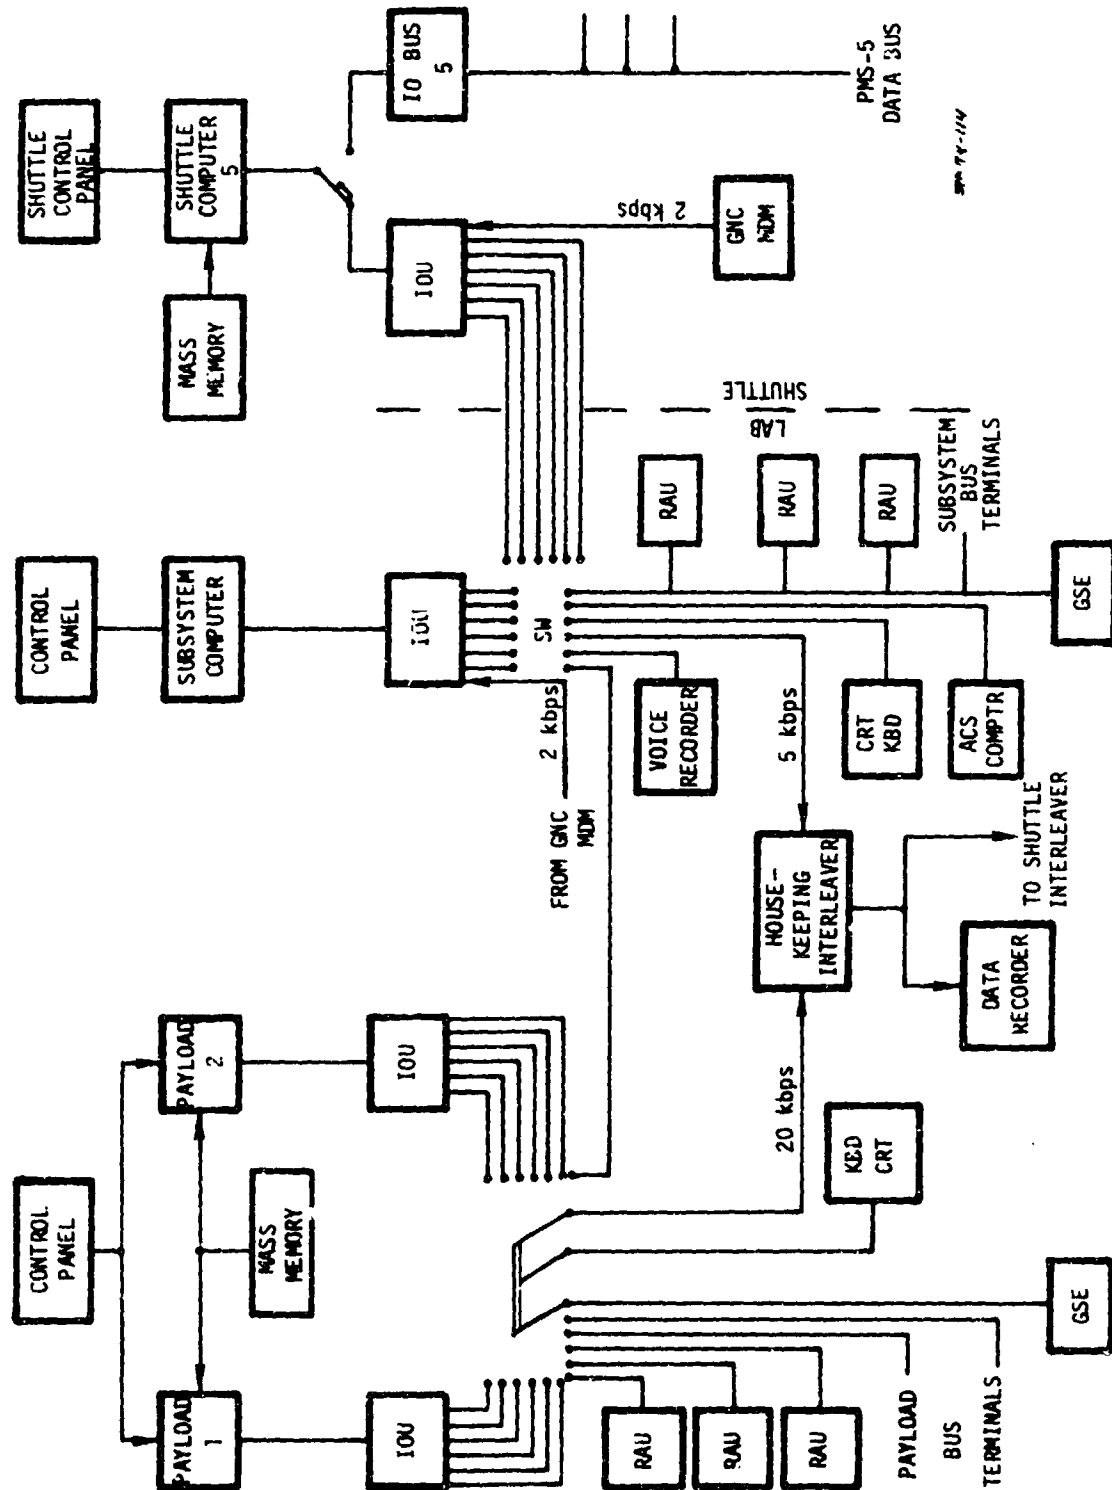 CONTROL
PANEL
PAYLOAD
1
PAYLOAD
2
MASS
MEMORY
IOU
IOU
RAU
RAU
RAU
PAYLOAD
BUS
TERMINALS
GSE
KBD
CRT
20 kbps
HOUSE-
KEEPING
INTERLEAVER
DATA
RECORDER
TO SHUTTLE
INTERLEAVER
CONTROL
PANEL
SUBSYSTEM
COMPUTER
IOU
2 kbps
FROM GNC
MDM
SW
VOICE
RECORDER
5 kbps
CRT
KBD
ACS
COMPTR
RAU
RAU
RAU
SUBSYSTEM
BUS
TERMINALS
GSE
LAB
SHUTTLE
SHUTTLE
CONTROL
PANEL
SHUTTLE
COMPUTER
5
MASS
MEMORY
IOU
IO BUS
5
2 kbps
GNC
MDM
PMS-5
DATA BUS